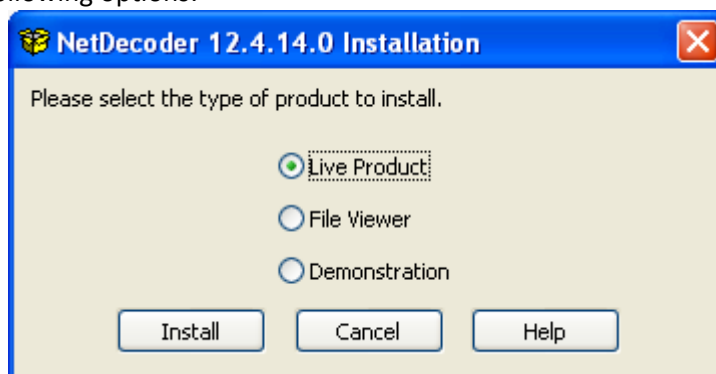 following options:
NetDecoder 12.4.14.0 Installation
Please select the type of product to install.
Live Product
File Viewer
Demonstration
Install Cancel Help